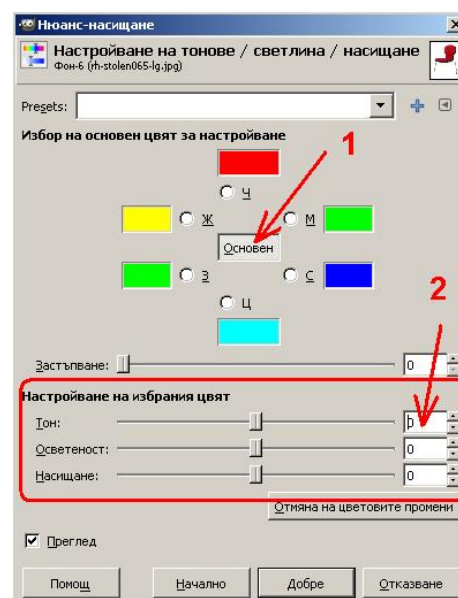 Нюанс-насищане
Настройване на тонове / светлина / насищане
Фон-6 (rh-stolen065-lg.jpg)
Presets:
Избор на основен цвят за настройване
1
Ч
Ж М
Основен
З С
Ц
2
Застъпване: 0
Настройване на избрания цвят
Тон: 0
Осветеност: 0
Насищане: 0
Отмяна на цветовите промени
Преглед
Помощ Начално Добре Отказване